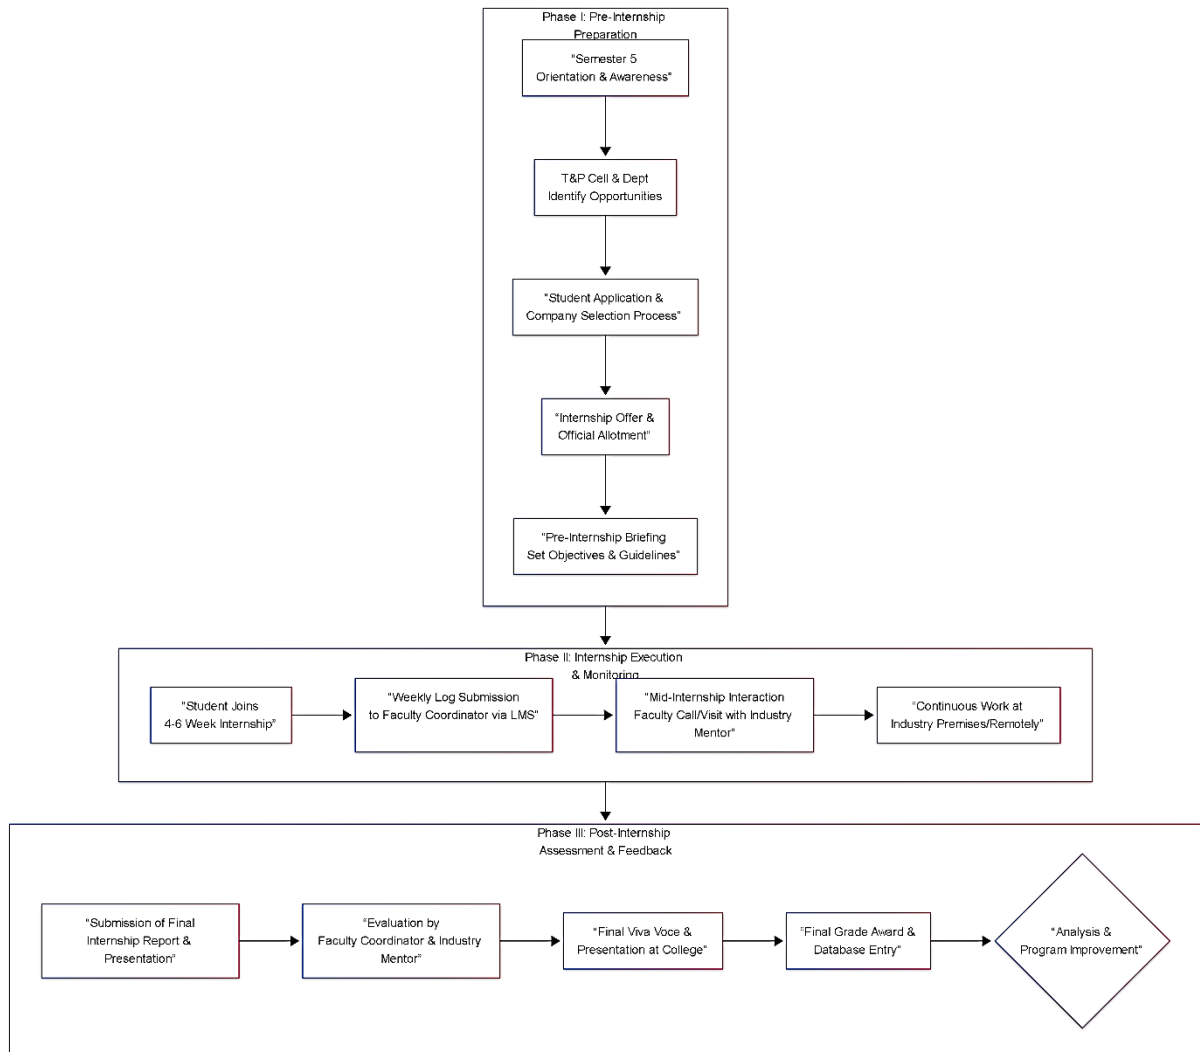 Phase I: Pre-Internship
Preparation
"Semester 5
Orientation & Awareness"
T&P Cell & Dept
Identify Opportunities
"Student Application &
Company Selection Process"
"Internship Offer &
Official Allotment"
"Pre-Internship Briefing
Set Objectives & Guidelines"
Phase II: Internship Execution
& Monitoring
"Student Joins
4-6 Week Internship"
"Weekly Log Submission
to Faculty Coordinator via LMS"
"Mid-Internship Interaction
Faculty Call/Visit with Industry
Mentor"
"Continuous Work at
Industry Premises/Remotely"
Phase III: Post-Internship
Assessment & Feedback
"Submission of Final
Internship Report &
Presentation"
"Evaluation by
Faculty Coordinator & Industry
Mentor"
"Final Viva Voce &
Presentation at College"
"Final Grade Award &
Database Entry"
"Analysis &
Program Improvement"